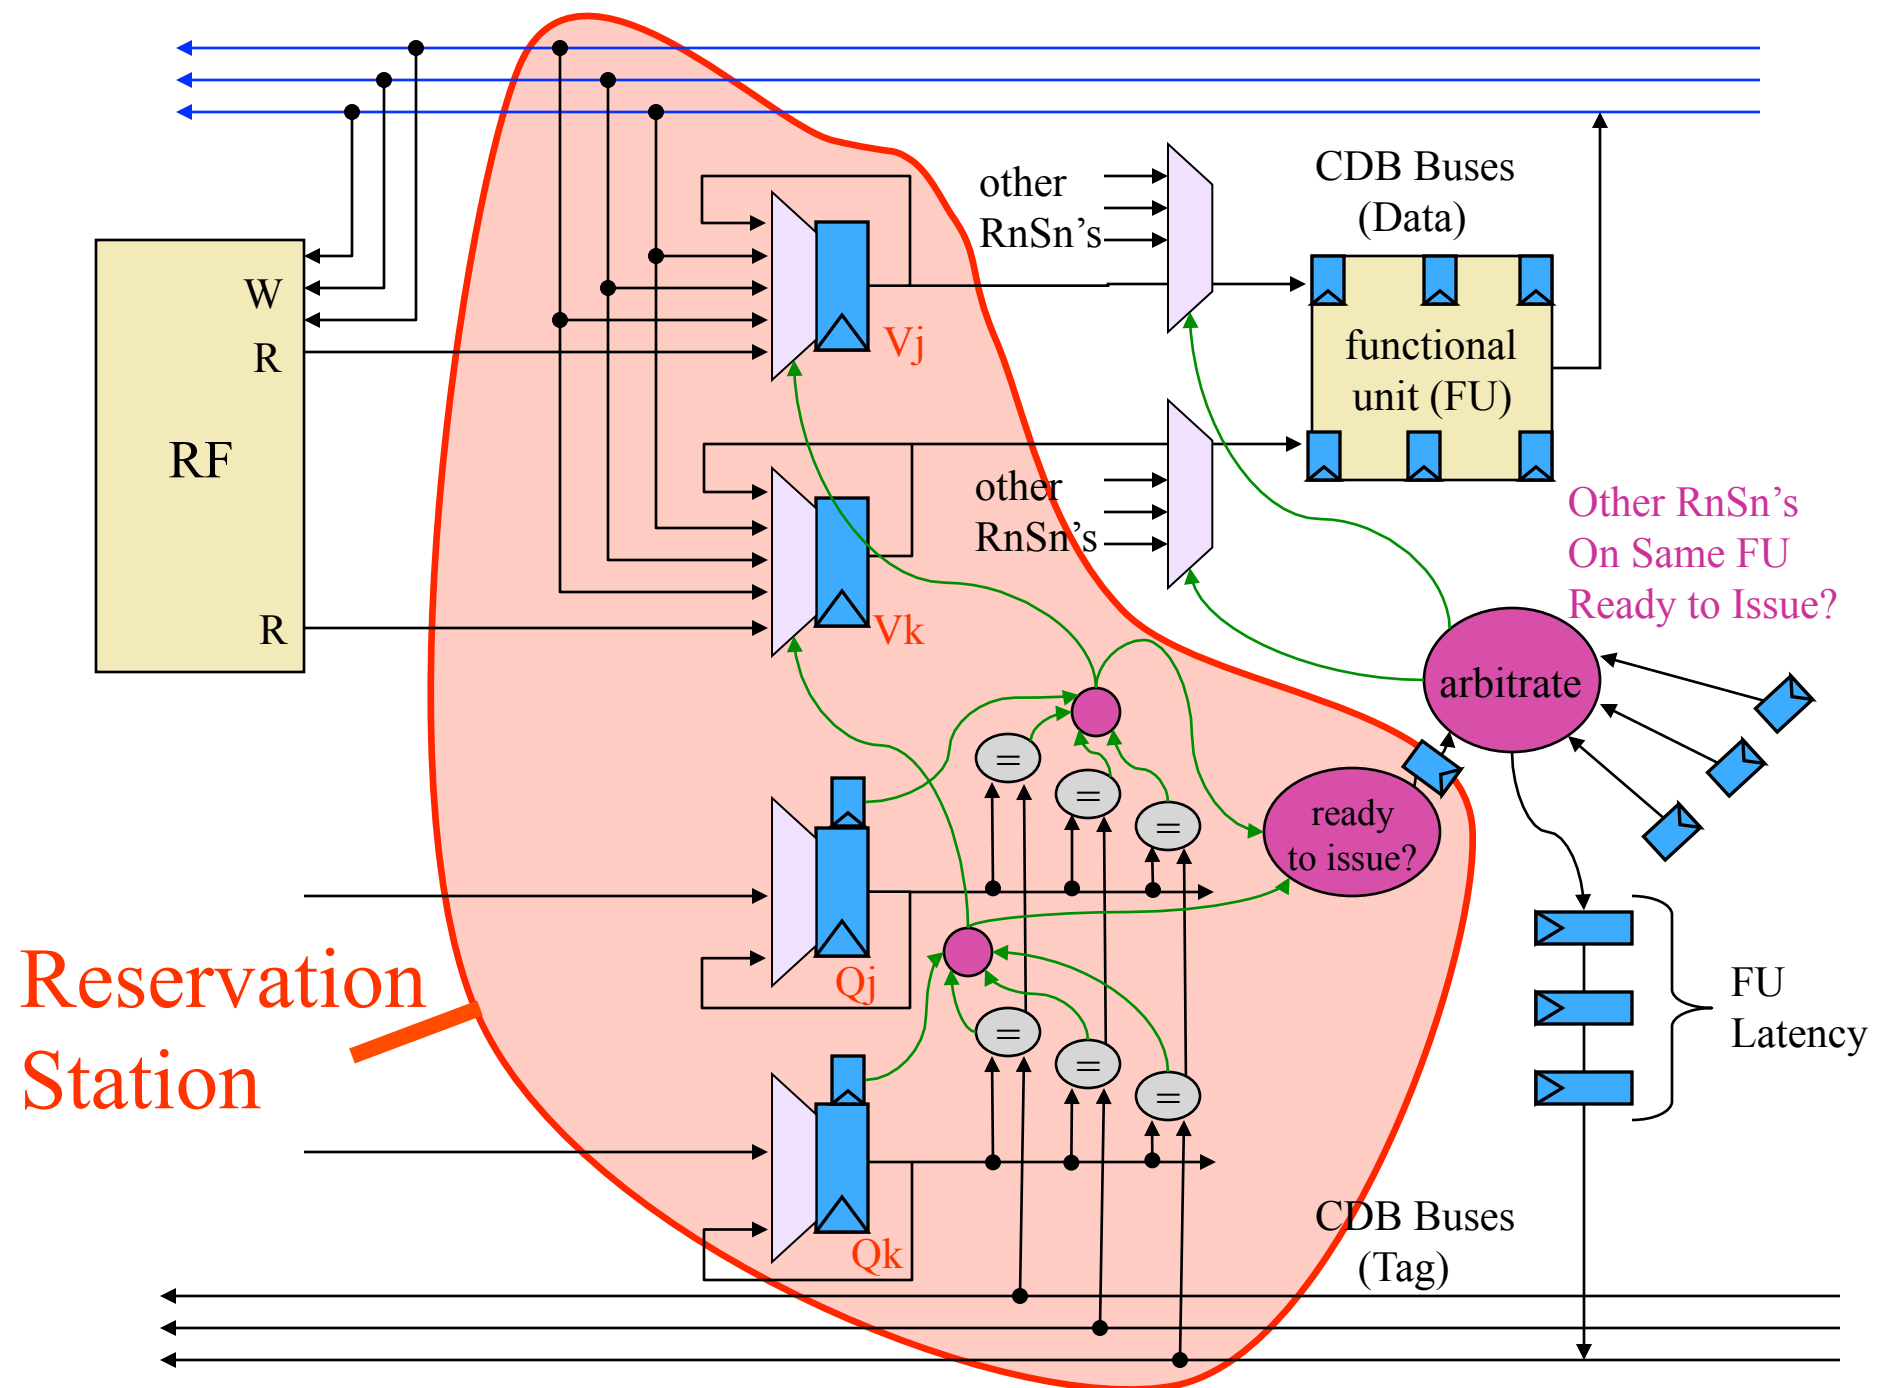 other
RnSn’s
CDB Buses
(Data)
W
R
RF
R
Vj
functional
unit (FU)
Vk
other
RnSn’s
Other RnSn’s
On Same FU
Ready to Issue?
arbitrate
=
=
=
ready
to issue?
Reservation
Station
Qj
=
=
=
FU
Latency
Qk
CDB Buses
(Tag)